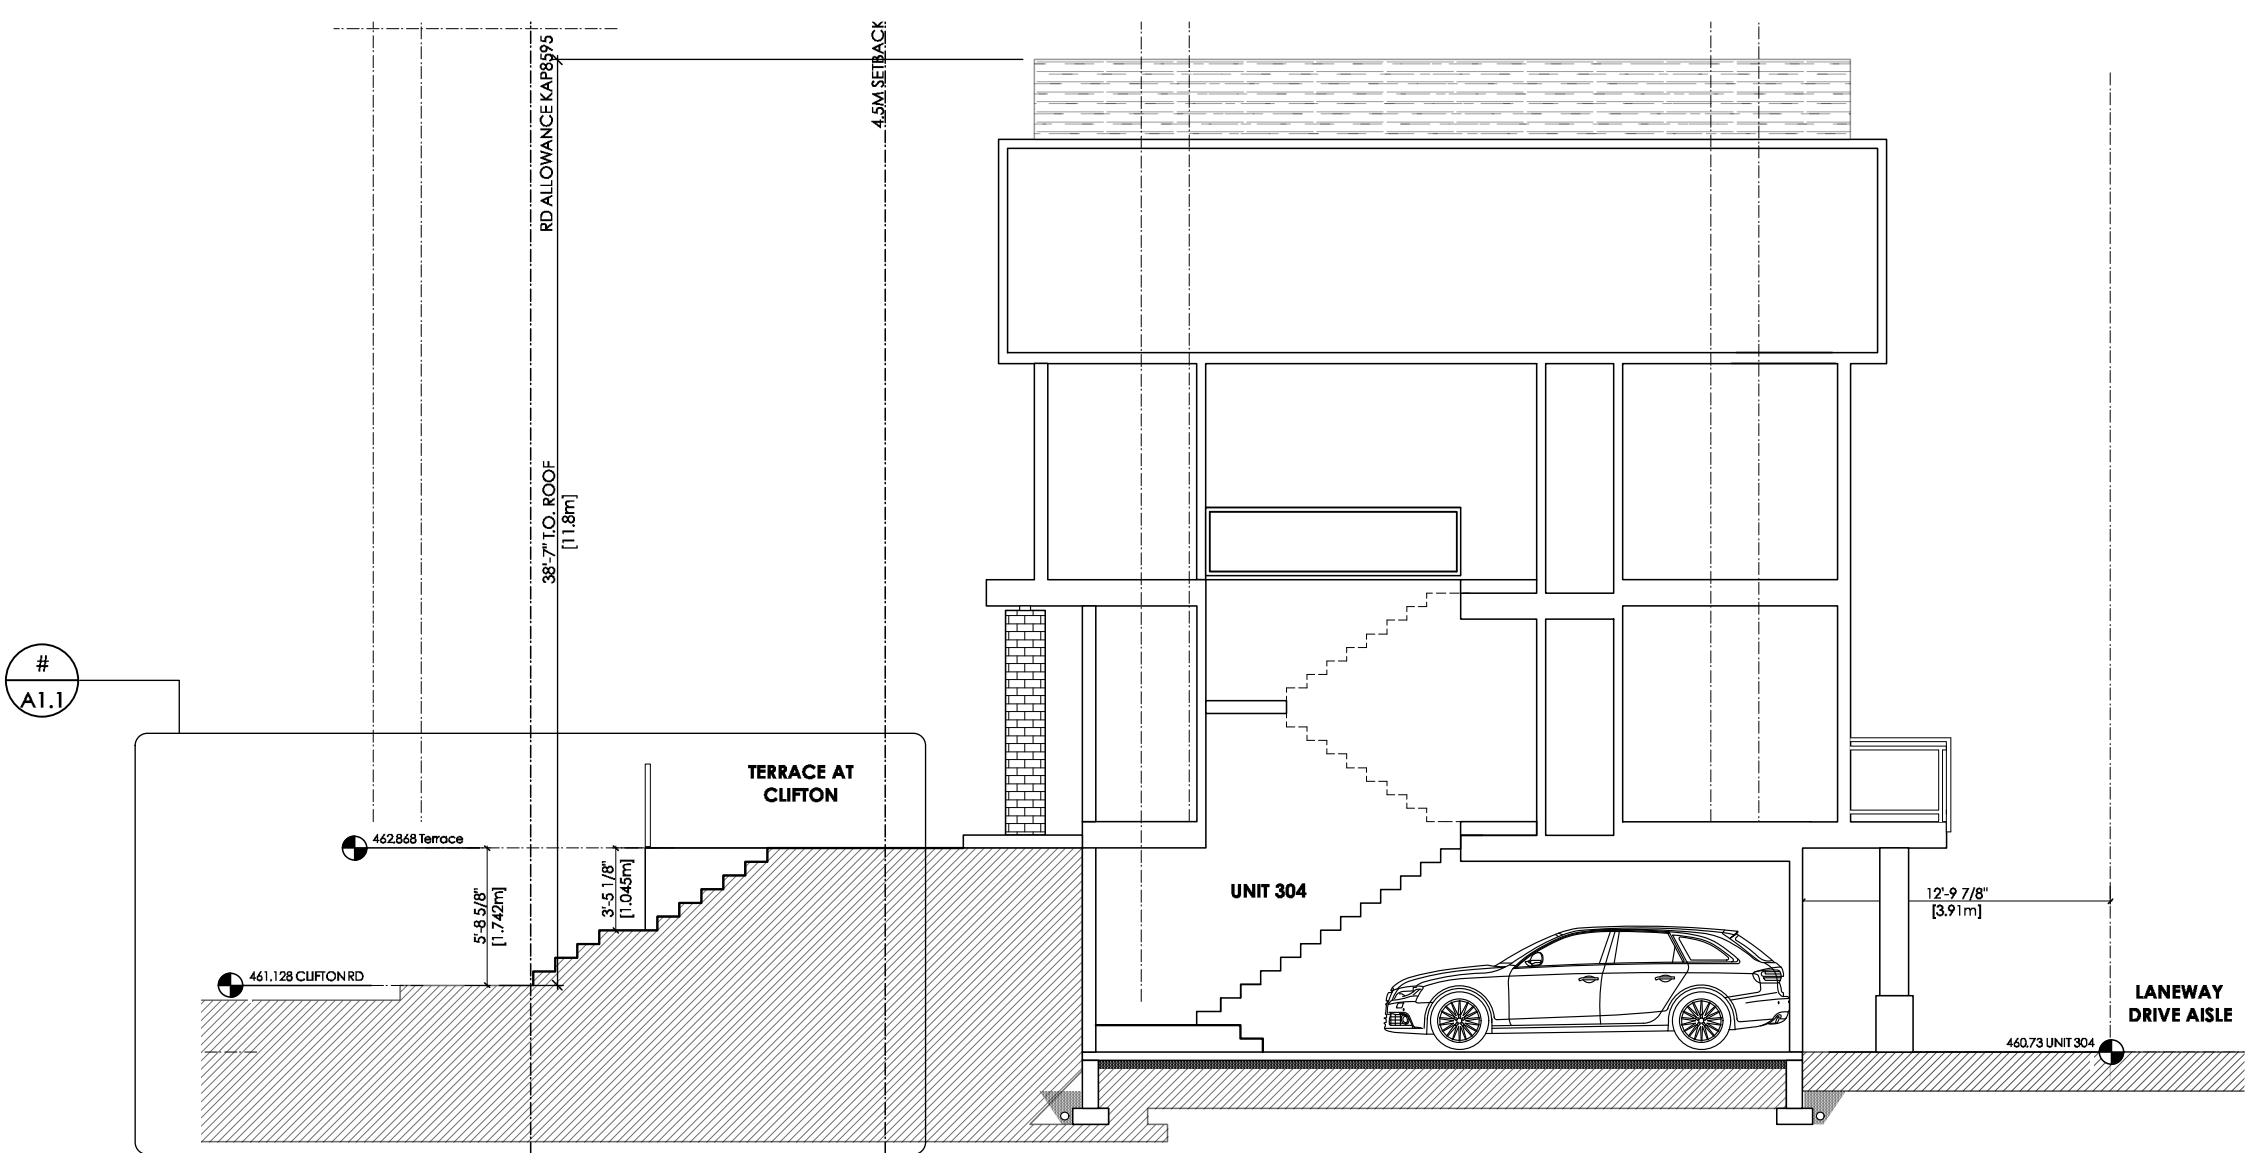 RD ALLOWANCE KAP8595
4.5M SETBACK
38'-7" T.O. ROOF
[11.8m]
#
A1.1
TERRACE AT
CLIFTON
462.868 Terrace
5'-8 5/8"
[1.742m]
3'-5 1/8"
[1.045m]
UNIT 304
12'-9 7/8"
[3.91m]
461.128 CLIFTON RD
LANEWAY
DRIVE AISLE
460.73 UNIT 304